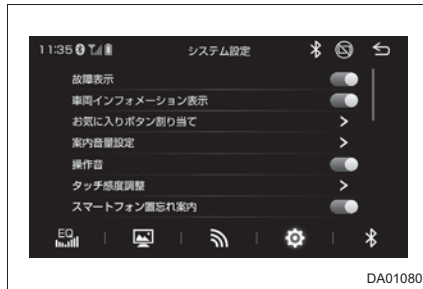 11:35 システム設定
故障表示
車両インフォメーション表示
お気に入りボタン割り当て
案内音量設定
操作音
タッチ感度調整
スマートフォン置忘れ案内
EQ
DA01080